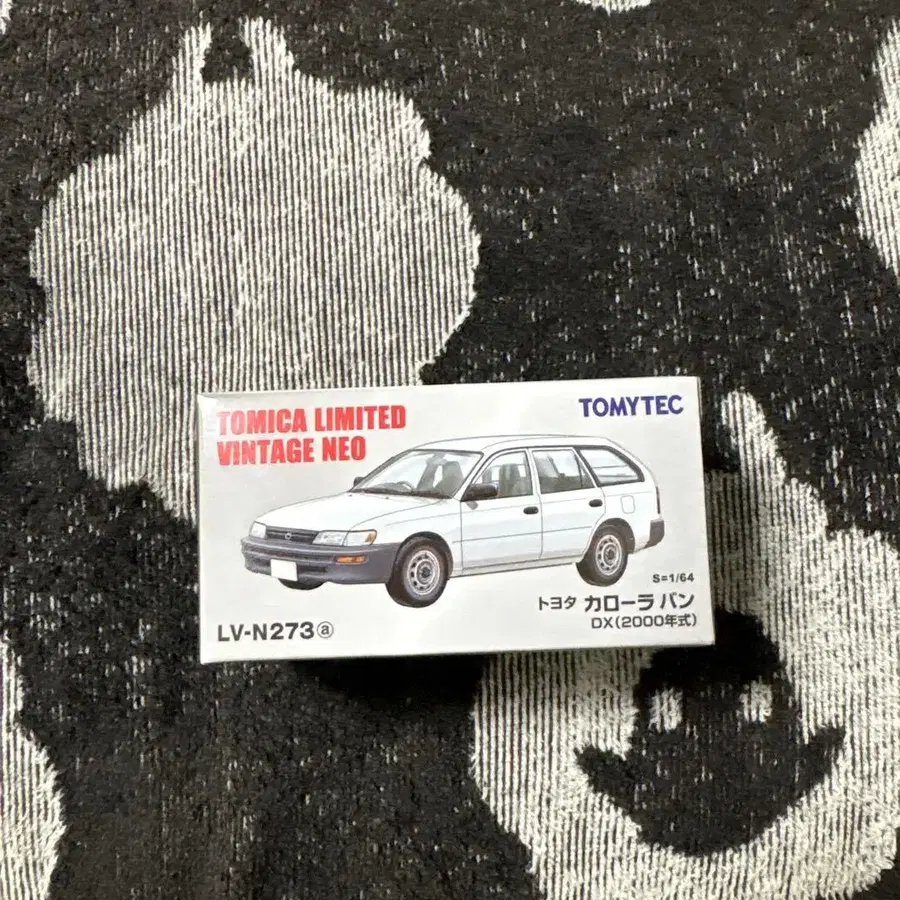 TOMICA LIMITED
VINTAGE NEO
TOMYTEC
S=1/64
トヨタ カローラ バン
DX(2000年式)
LV-N273ⓐ